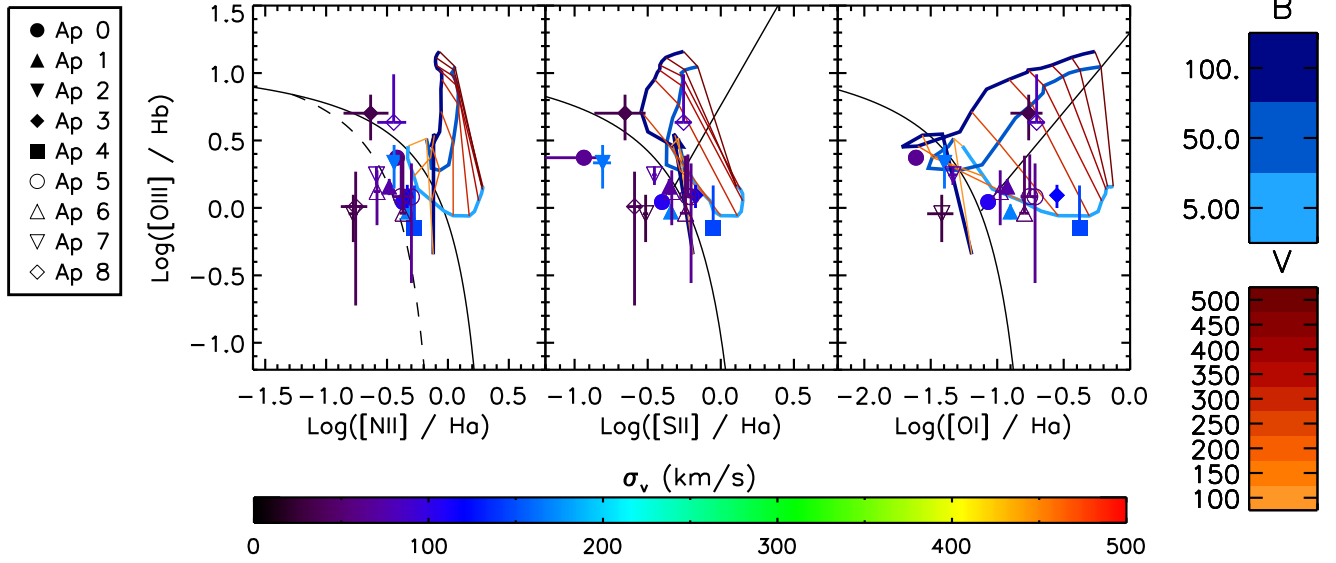 Ap 0
Ap 1
Ap 2
Ap 3
Ap 4
Ap 5
Ap 6
Ap 7
Ap 8
Log([OIII] / Hb)
1.5
1.0
0.5
0.0
−0.5
−1.0
−1.5 −1.0 −0.5 0.0 0.5
Log([NII] / Ha)
−1.0 −0.5 0.0 0.5
Log([SII] / Ha)
−2.0 −1.5 −1.0 −0.5 0.0
Log([OI] / Ha)
B
100.
50.0
5.00
V
500
450
400
350
300
250
200
150
100
σv (km/s)
0 100 200 300 400 500